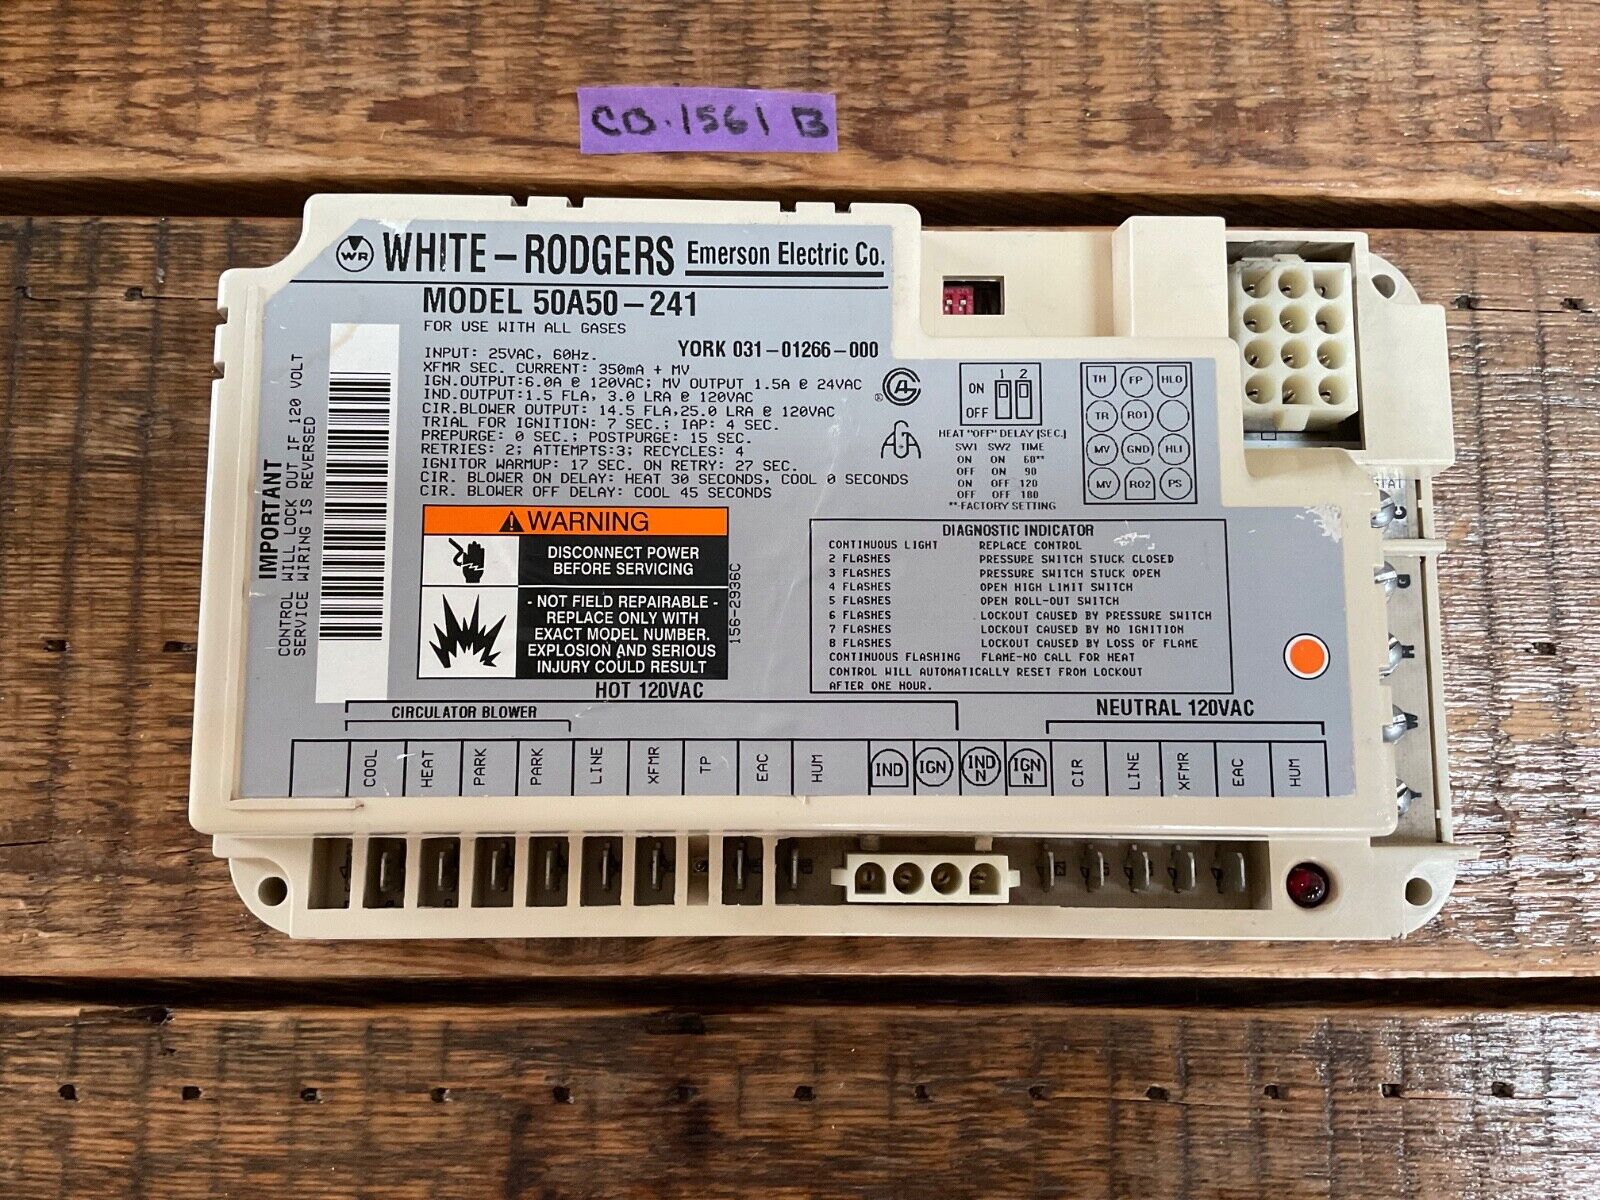 CB.1561 B
WR WHITE-RODGERS Emerson Electric Co.
MODEL 50A50-241
FOR USE WITH ALL GASES
YORK 031-01266-000
INPUT: 25VAC, 60Hz.
XFMR SEC. CURRENT: 350mA + MV
IGN.OUTPUT:6.0A @ 120VAC; MV OUTPUT 1.5A @ 24VAC
IND.OUTPUT:1.5 FLA, 3.0 LRA @ 120VAC
CIR.BLOWER OUTPUT: 14.5 FLA,25.0 LRA @ 120VAC
TRIAL FOR IGNITION: 7 SEC.; IAP: 4 SEC.
PREPURGE: 0 SEC.; POSTPURGE: 15 SEC.
RETRIES: 2; ATTEMPTS:3; RECYCLES: 4
IGNITOR WARMUP: 17 SEC. ON RETRY: 27 SEC.
CIR. BLOWER ON DELAY: HEAT 30 SECONDS, COOL 0 SECONDS
CIR. BLOWER OFF DELAY: COOL 45 SECONDS
IMPORTANT
CONTROL WILL LOCK OUT IF 120 VOLT
SERVICE WIRING IS REVERSED
WARNING
DISCONNECT POWER
BEFORE SERVICING
- NOT FIELD REPAIRABLE -
REPLACE ONLY WITH
EXACT MODEL NUMBER.
EXPLOSION AND SERIOUS
INJURY COULD RESULT
156-2936C
1 2
ON
OFF
HEAT "OFF" DELAY (SEC.)
SW1 SW2 TIME
ON ON 60**
OFF ON 90
ON OFF 120
OFF OFF 180
**FACTORY SETTING
TH FP HLO
TR RO1
MV GND HLI
MV RO2 PS
DIAGNOSTIC INDICATOR
CONTINUOUS LIGHT REPLACE CONTROL
2 FLASHES PRESSURE SWITCH STUCK CLOSED
3 FLASHES PRESSURE SWITCH STUCK OPEN
4 FLASHES OPEN HIGH LIMIT SWITCH
5 FLASHES OPEN ROLL-OUT SWITCH
6 FLASHES LOCKOUT CAUSED BY PRESSURE SWITCH
7 FLASHES LOCKOUT CAUSED BY NO IGNITION
8 FLASHES LOCKOUT CAUSED BY LOSS OF FLAME
CONTINUOUS FLASHING FLAME-NO CALL FOR HEAT
CONTROL WILL AUTOMATICALLY RESET FROM LOCKOUT
AFTER ONE HOUR.
HOT 120VAC
CIRCULATOR BLOWER
NEUTRAL 120VAC
COOL HEAT PARK PARK LINE XFMR TP EAC HUM IND IGN IND N IGN N CIR LINE XFMR EAC HUM
C
G